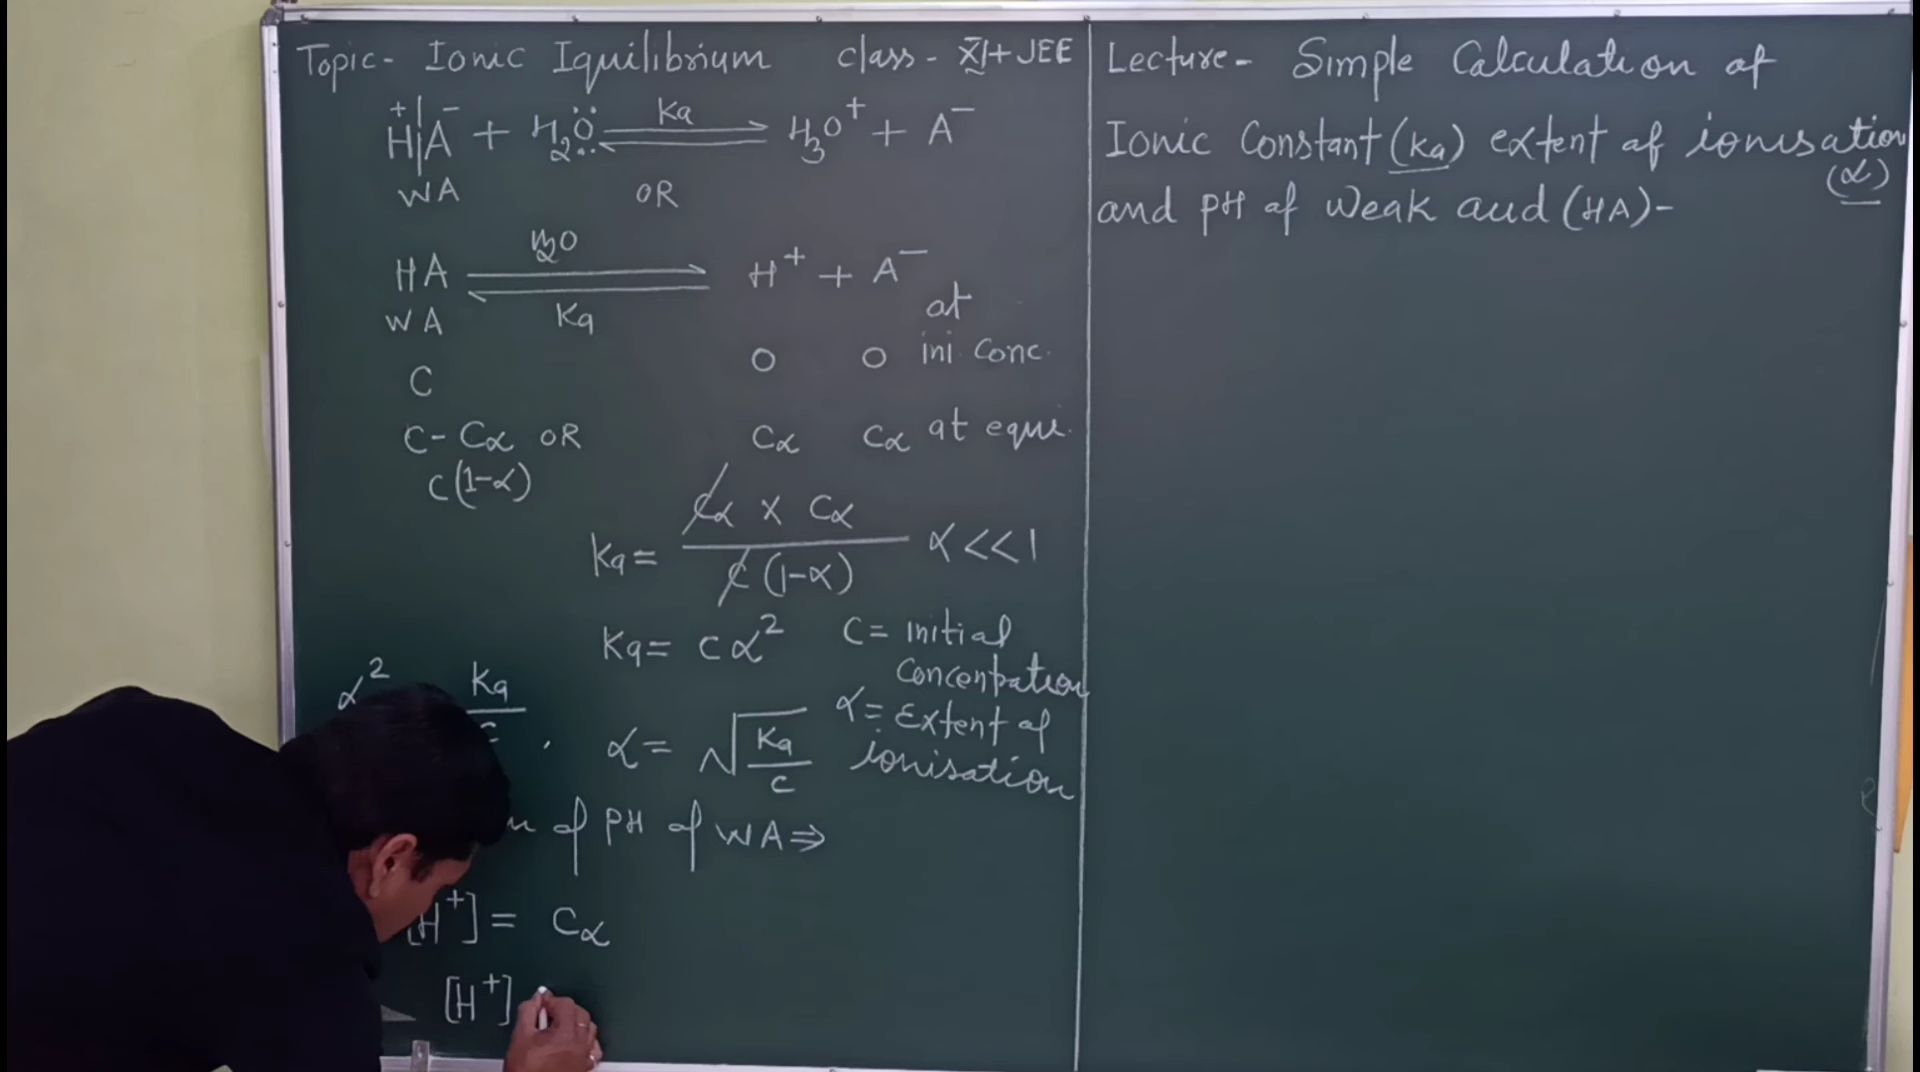 Topic- Ionic Iquilibrium class- XI+JEE
+ -
HA + H2O ⇌ Ka H3O+ + A-
WA OR
HA ⇌ H2O Ka H+ + A-
WA at
C O O ini. Conc.
C- Cα OR Cα Cα at equi.
C(1-α)
Ka = Cα x Cα / C(1-α) α<<1
Ka = Cα² C = initial
Concentration
α² Ka/C , α = √Ka/C α = Extent of
ionisation
of PH of WA ⇒
[H+] = Cα
[H+]
Lecture- Simple Calculation of
Ionic Constant (Ka) extent of ionisation
(α)
and PH of Weak acid (HA)-